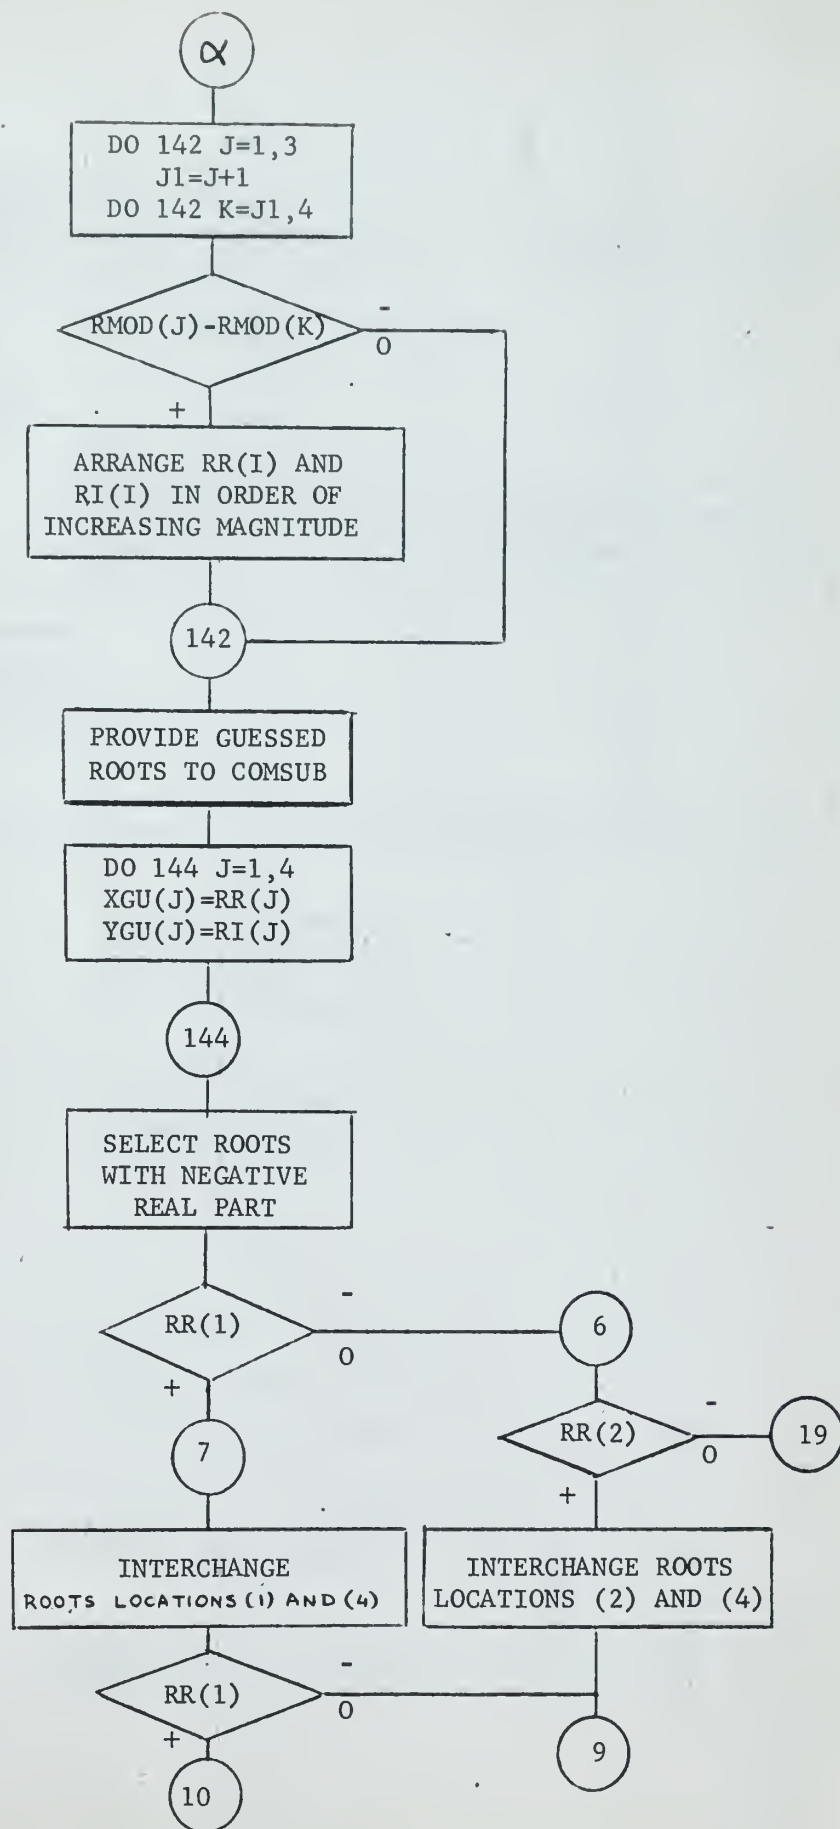 α
DO 142 J=1,3
J1=J+1
DO 142 K=J1,4
RMOD(J)-RMOD(K)
-
0
+
ARRANGE RR(I) AND
RI(I) IN ORDER OF
INCREASING MAGNITUDE
142
PROVIDE GUESSED
ROOTS TO COMSUB
DO 144 J=1,4
XGU(J)=RR(J)
YGU(J)=RI(J)
144
SELECT ROOTS
WITH NEGATIVE
REAL PART
RR(1)
-
0
+
6
RR(2)
-
0
+
19
7
INTERCHANGE
ROOTS LOCATIONS (1) AND (4)
INTERCHANGE ROOTS
LOCATIONS (2) AND (4)
RR(1)
-
0
+
9
10